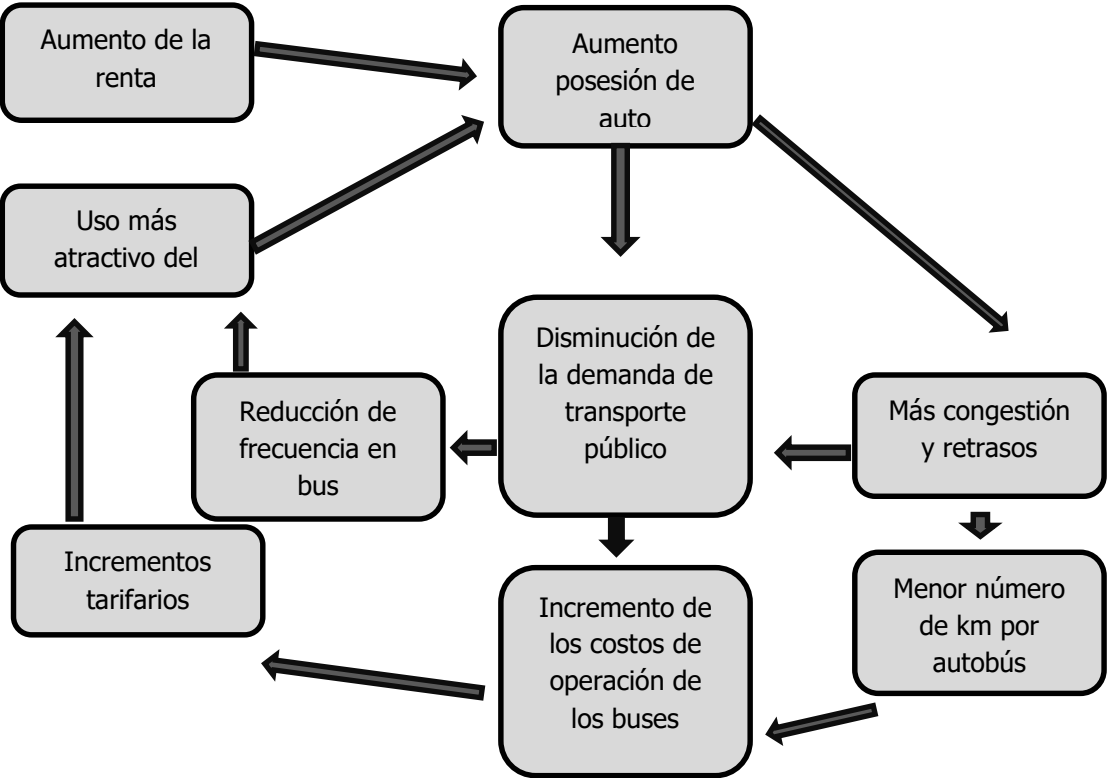 Aumento de la
renta
Aumento
posesión de
auto
Uso más
atractivo del
Disminución de
la demanda de
transporte
público
Reducción de
frecuencia en
bus
Más congestión
y retrasos
Incrementos
tarifarios
Incremento de
los costos de
operación de
los buses
Menor número
de km por
autobús